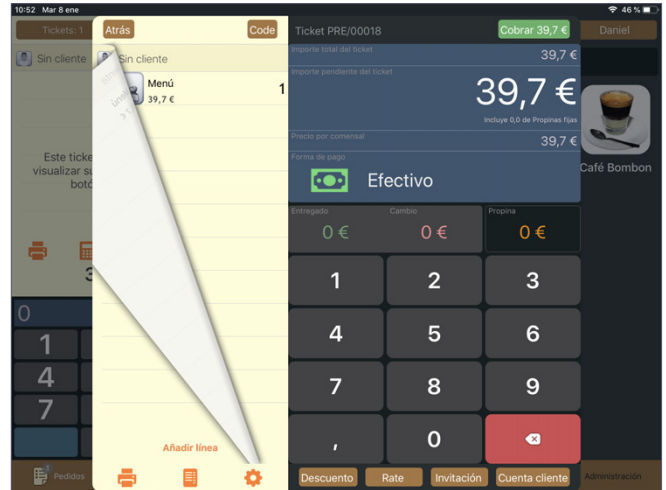 10:52 Mar 8 ene
46 %
Tickets: 1
Atrás
Code
Ticket PRE/00018
Cobrar 39,7 €
Daniel
Sin cliente
Sin cliente
Menú
39,7 €
1
Importe total del ticket
39,7 €
Importe pendiente del ticket
39,7 €
Incluye 0,0 de Propinas fijas
Precio por comensal
39,7 €
Forma de pago
Efectivo
Café Bombon
Este ticke
visualizar su
botó
3
Entregado
0 €
Cambio
0 €
Propina
0 €
0
1
4
7
1 2 3
4 5 6
7 8 9
, 0
Añadir línea
1
Pedidos
Descuento
Rate
Invitación
Cuenta cliente
Administración